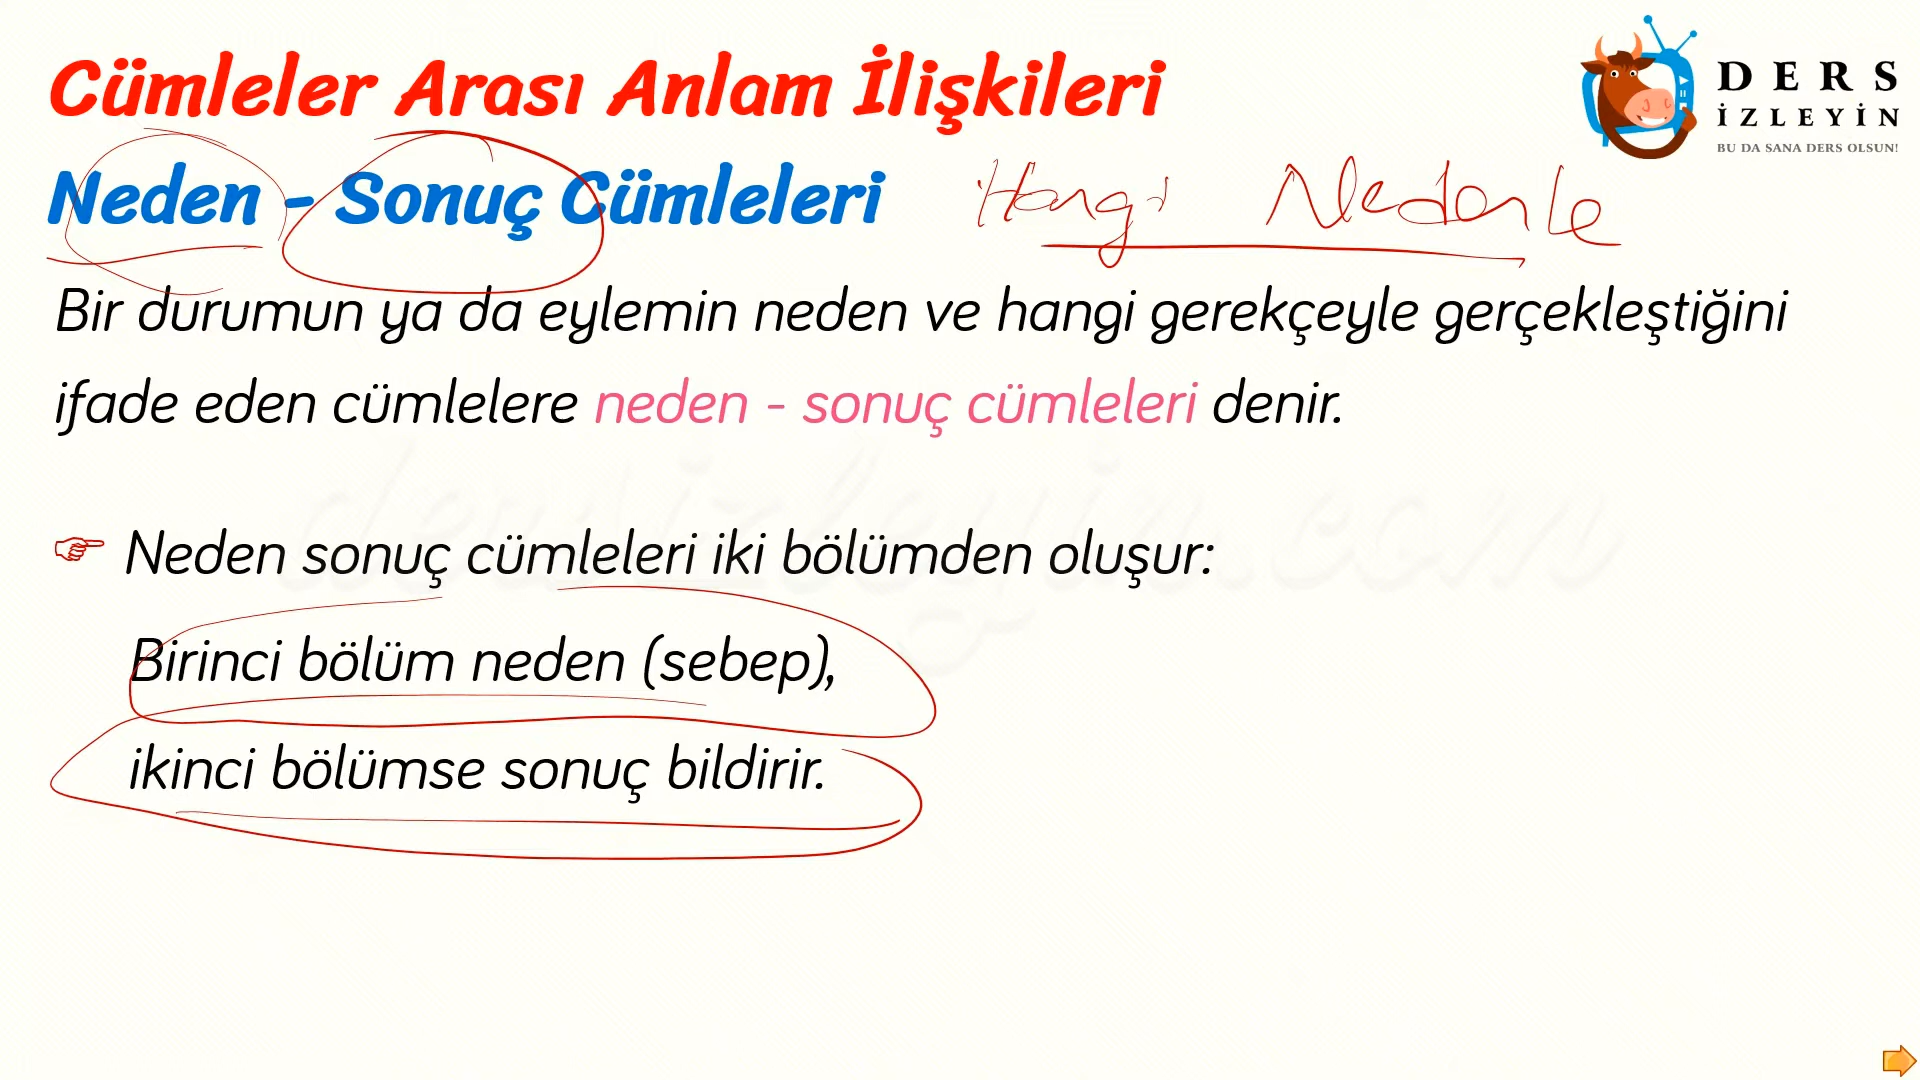 Cümleler Arası Anlam İlişkileri
DERS
İZLEYİN
BU DA SANA DERS OLSUN!
Neden - Sonuç Cümleleri
Hangi Nedenle
Bir durumun ya da eylemin neden ve hangi gerekçeyle gerçekleştiğini
ifade eden cümlelere neden - sonuç cümleleri denir.
dersizleyin.com
Neden sonuç cümleleri iki bölümden oluşur:
Birinci bölüm neden (sebep),
ikinci bölümse sonuç bildirir.